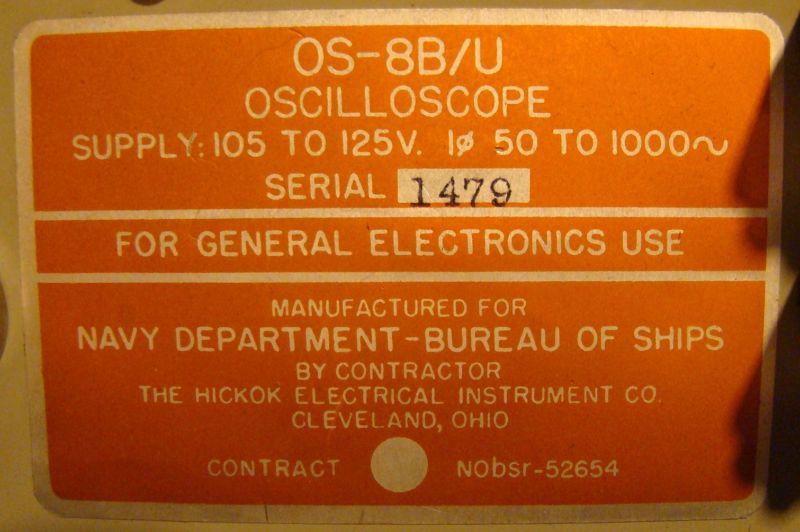 OS-8B/U
OSCILLOSCOPE
SUPPLY: 105 TO 125V. 1ø 50 TO 1000~
SERIAL 1479
FOR GENERAL ELECTRONICS USE
MANUFACTURED FOR
NAVY DEPARTMENT-BUREAU OF SHIPS
BY CONTRACTOR
THE HICKOK ELECTRICAL INSTRUMENT CO.
CLEVELAND, OHIO
CONTRACT NObsr-52654